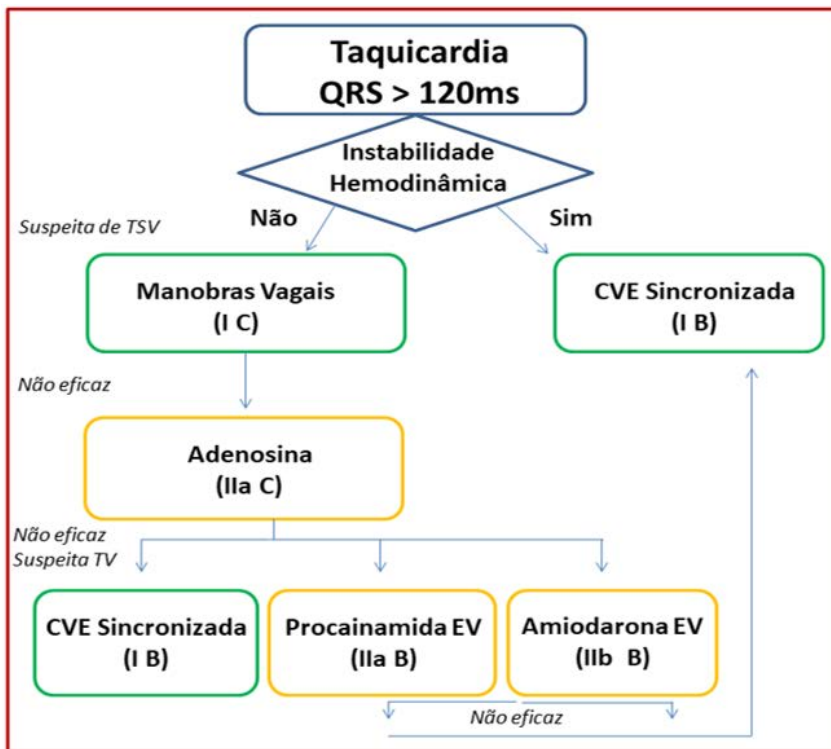 Taquicardia
QRS > 120ms
Instabilidade
Hemodinâmica
Suspeita de TSV
Não
Sim
Manobras Vagais
(I C)
CVE Sincronizada
(I B)
Não eficaz
Adenosina
(IIa C)
Não eficaz
Suspeita TV
CVE Sincronizada
(I B)
Procainamida EV
(IIa B)
Amiodarona EV
(IIb B)
Não eficaz